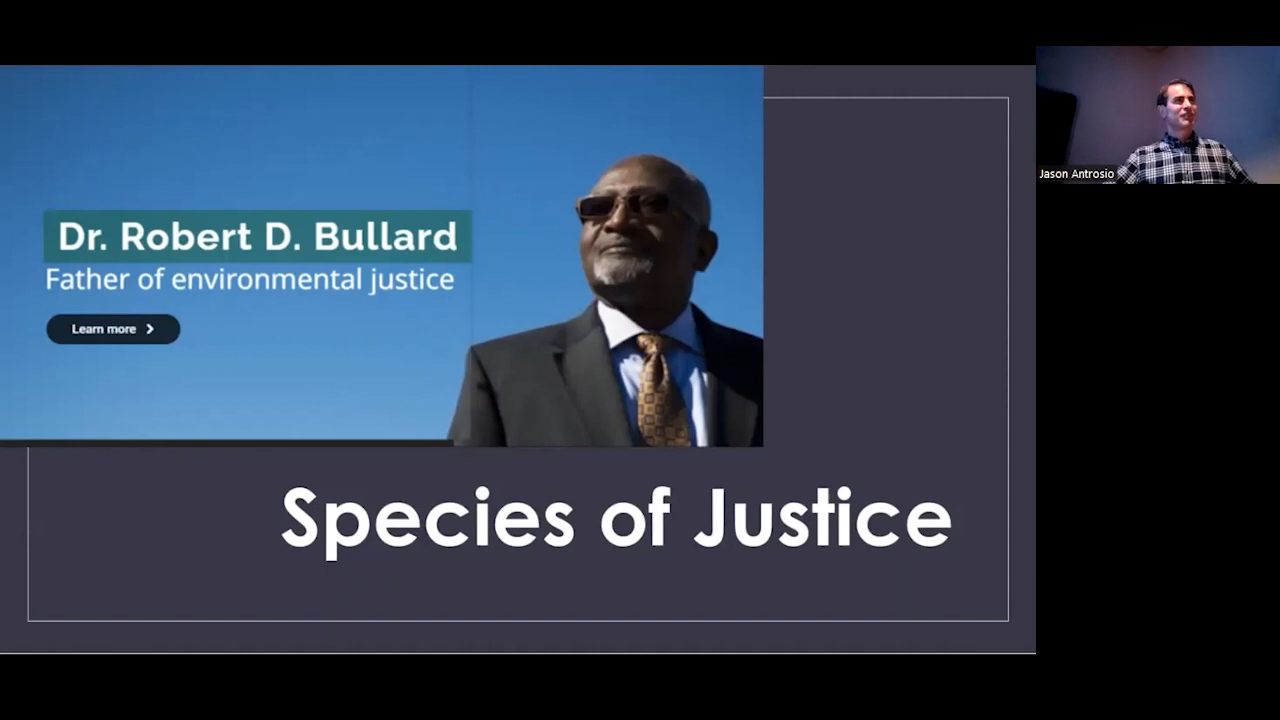 Dr. Robert D. Bullard
Father of environmental justice
Learn more
Species of Justice
Jason Antrosio